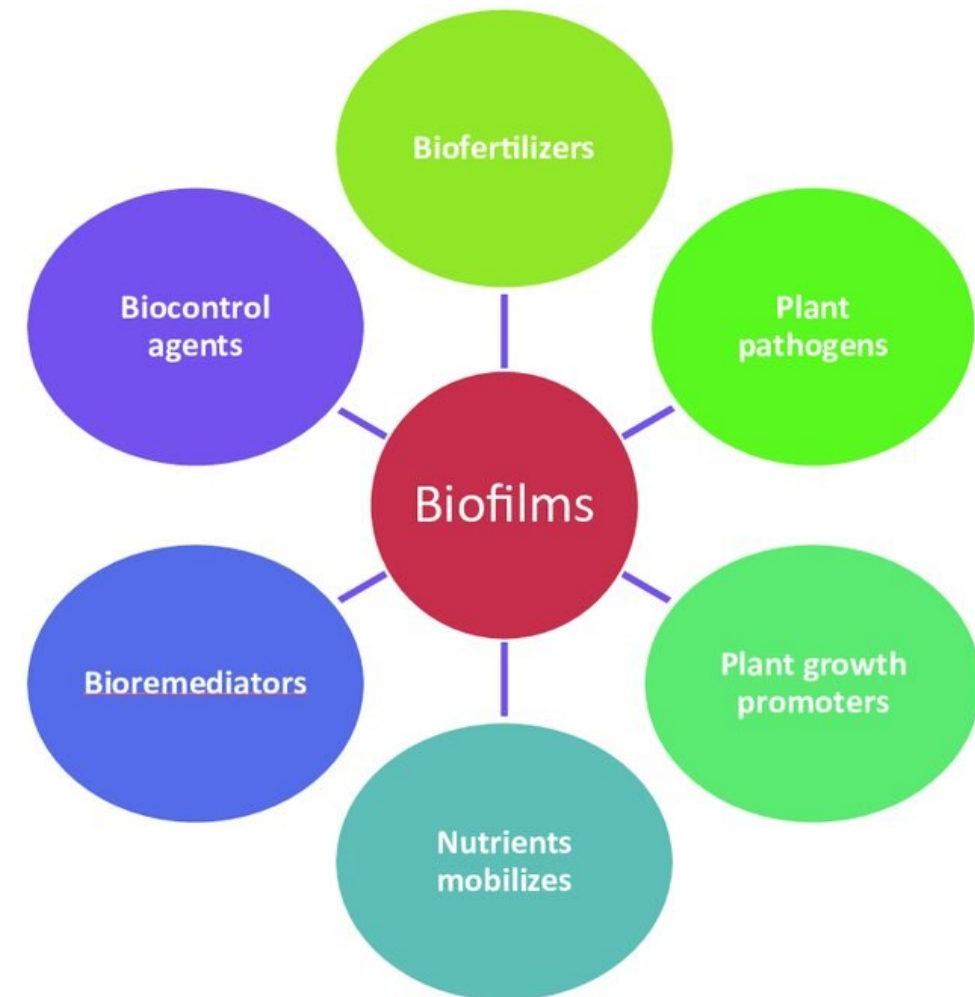 Biofertilizers
Biocontrol
agents
Plant
pathogens
Biofilms
Bioremediators
Plant growth
promoters
Nutrients
mobilizes